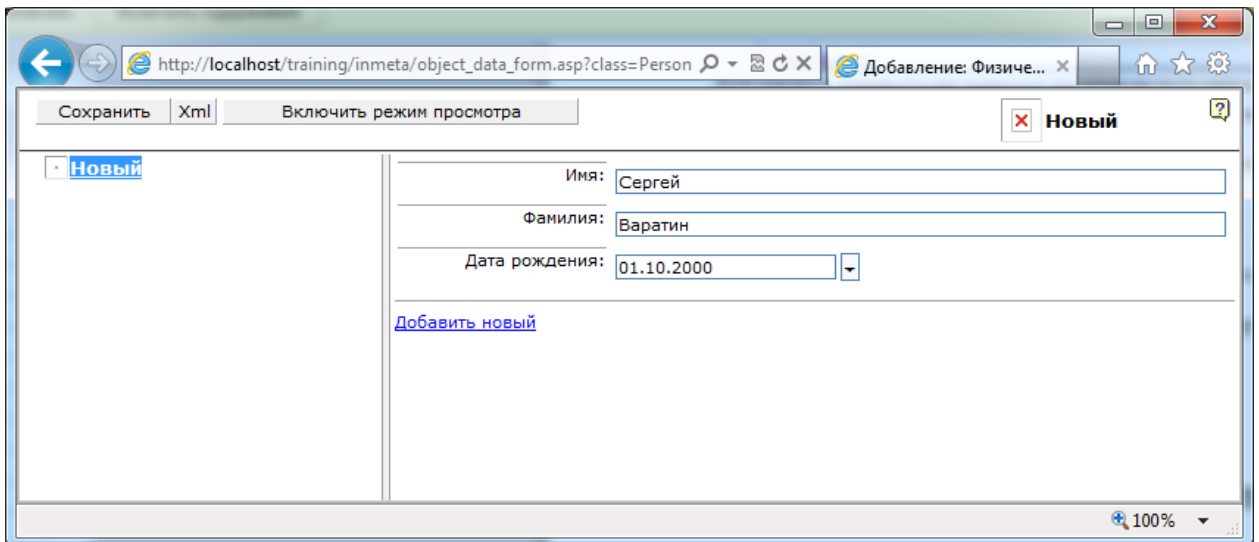 http://localhost/training/inmeta/object_data_form.asp?class=Person
Добавление: Физиче...
Сохранить Xml Включить режим просмотра
Новый
Новый
Имя: Сергей
Фамилия: Варатин
Дата рождения: 01.10.2000
Добавить новый
100%